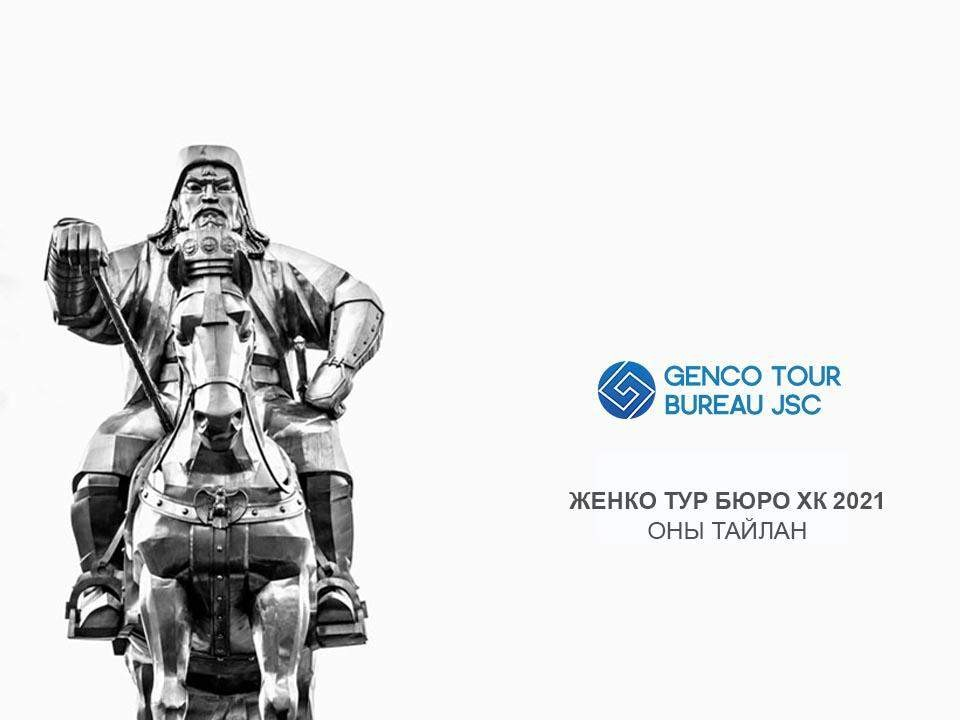 GENCO TOUR
BUREAU JSC
ЖЕНКО ТУР БЮРО ХК 2021
ОНЫ ТАЙЛАН